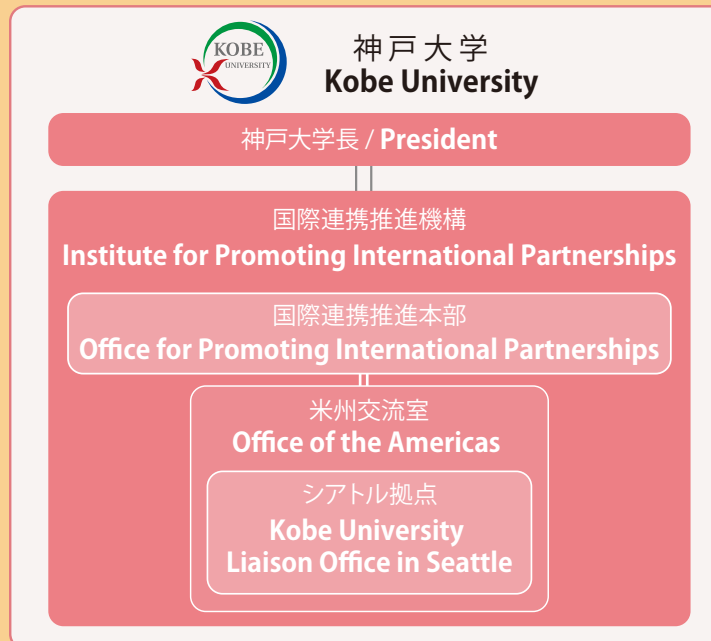 KOBE
UNIVERSITY
神戸大学
Kobe University
神戸大学長 / President
国際連携推進機構
Institute for Promoting International Partnerships
国際連携推進本部
Office for Promoting International Partnerships
米州交流室
Office of the Americas
シアトル拠点
Kobe University
Liaison Office in Seattle